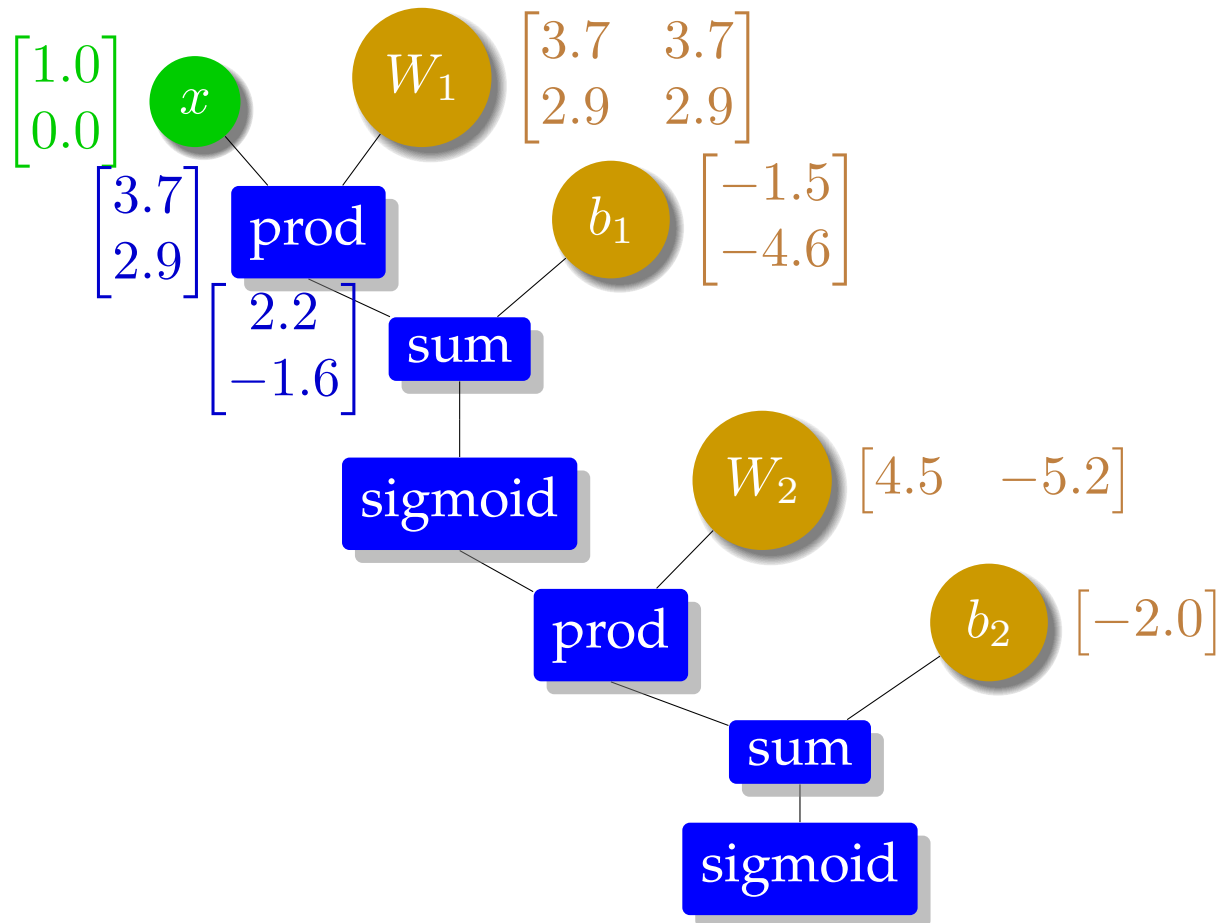 [1.0
0.0]
x
W₁
[3.7 3.7
2.9 2.9]
[3.7
2.9]
prod
b₁
[−1.5
−4.6]
[2.2
−1.6]
sum
sigmoid
W₂
[4.5 −5.2]
prod
b₂
[−2.0]
sum
sigmoid